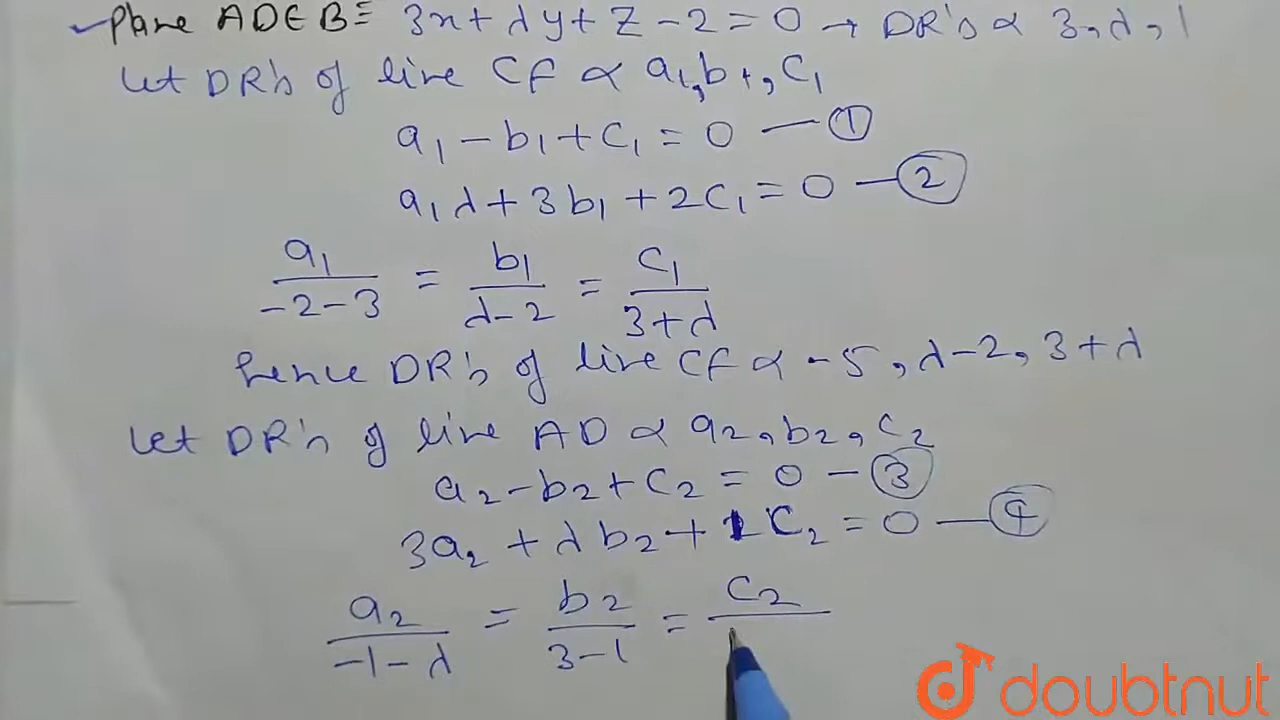 Plane ADEB ≡ 3x + λy + z - 2 = 0 → DR's ∝ 3, λ, 1
Let DR's of line CF ∝ a₁, b₁, c₁
a₁ - b₁ + c₁ = 0 — ①
a₁λ + 3b₁ + 2c₁ = 0 — ②
a₁/(-2-3) = b₁/(λ-2) = c₁/(3+λ)
hence DR's of line CF ∝ -5, λ-2, 3+λ
Let DR's of line AD ∝ a₂, b₂, c₂
a₂ - b₂ + c₂ = 0 — ③
3a₂ + λb₂ + 1c₂ = 0 — ④
a₂/(-1-λ) = b₂/(3-1) = c₂/
doubtnut